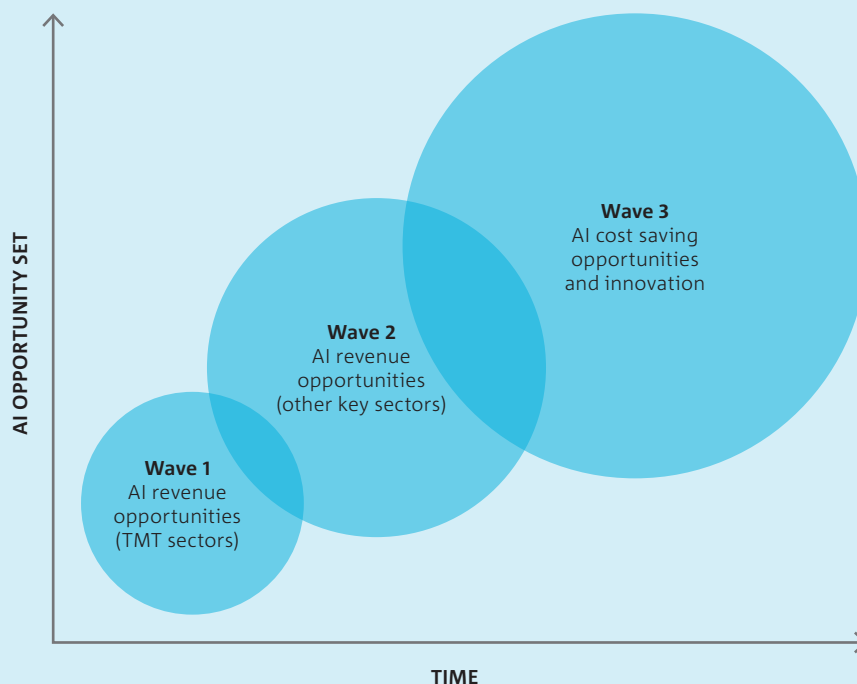 AI OPPORTUNITY SET
Wave 3
AI cost saving
opportunities
and innovation
Wave 2
AI revenue
opportunities
(other key sectors)
Wave 1
AI revenue
opportunities
(TMT sectors)
TIME